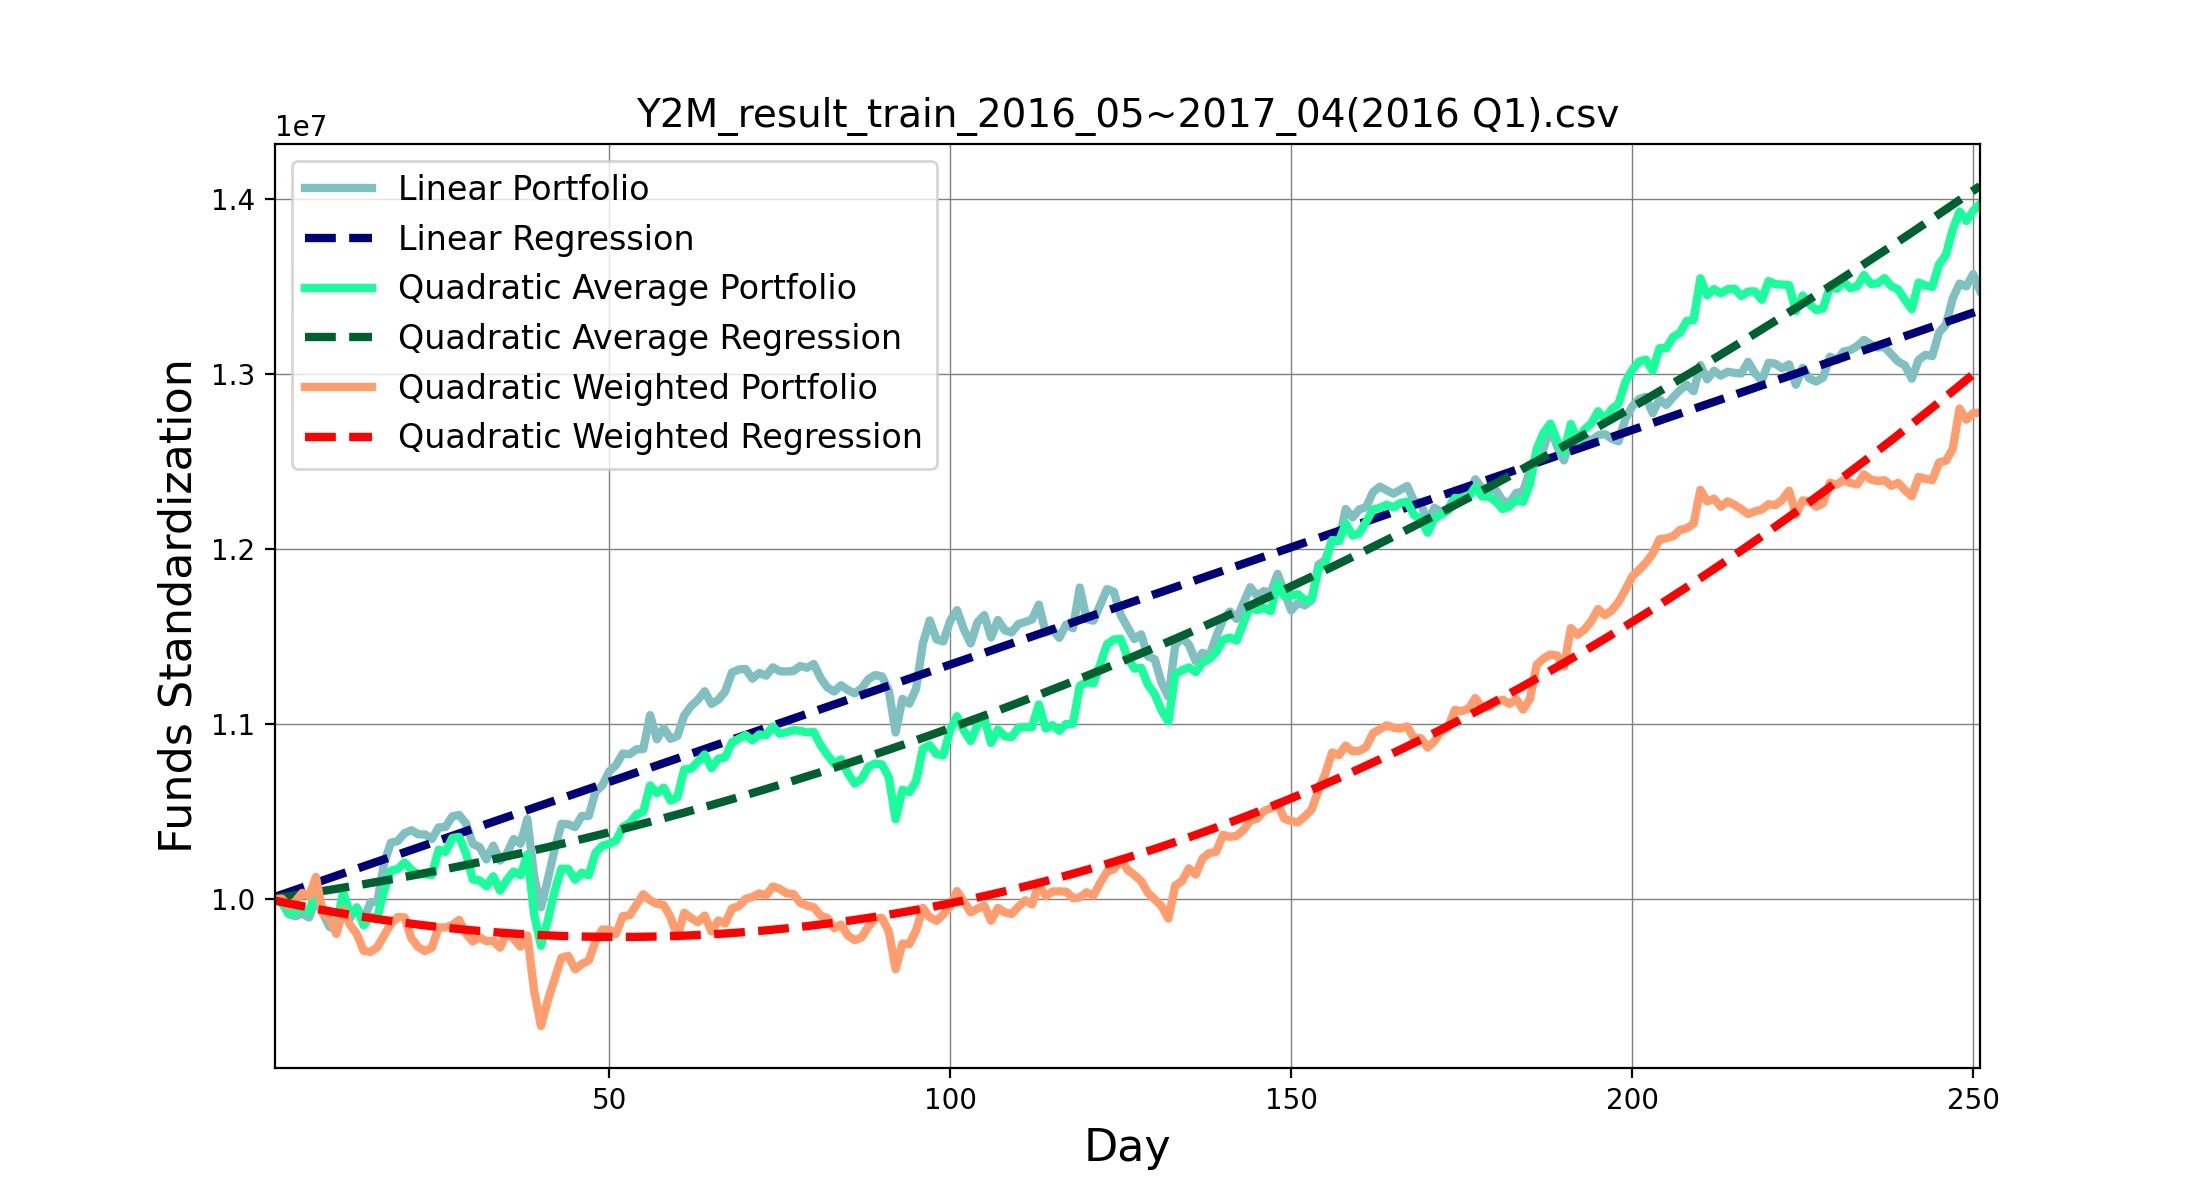 Y2M_result_train_2016_05~2017_04(2016 Q1).csv
1e7
Linear Portfolio
Linear Regression
Quadratic Average Portfolio
Quadratic Average Regression
Quadratic Weighted Portfolio
Quadratic Weighted Regression
Funds Standardization
1.4
1.3
1.2
1.1
1.0
50 100 150 200 250
Day